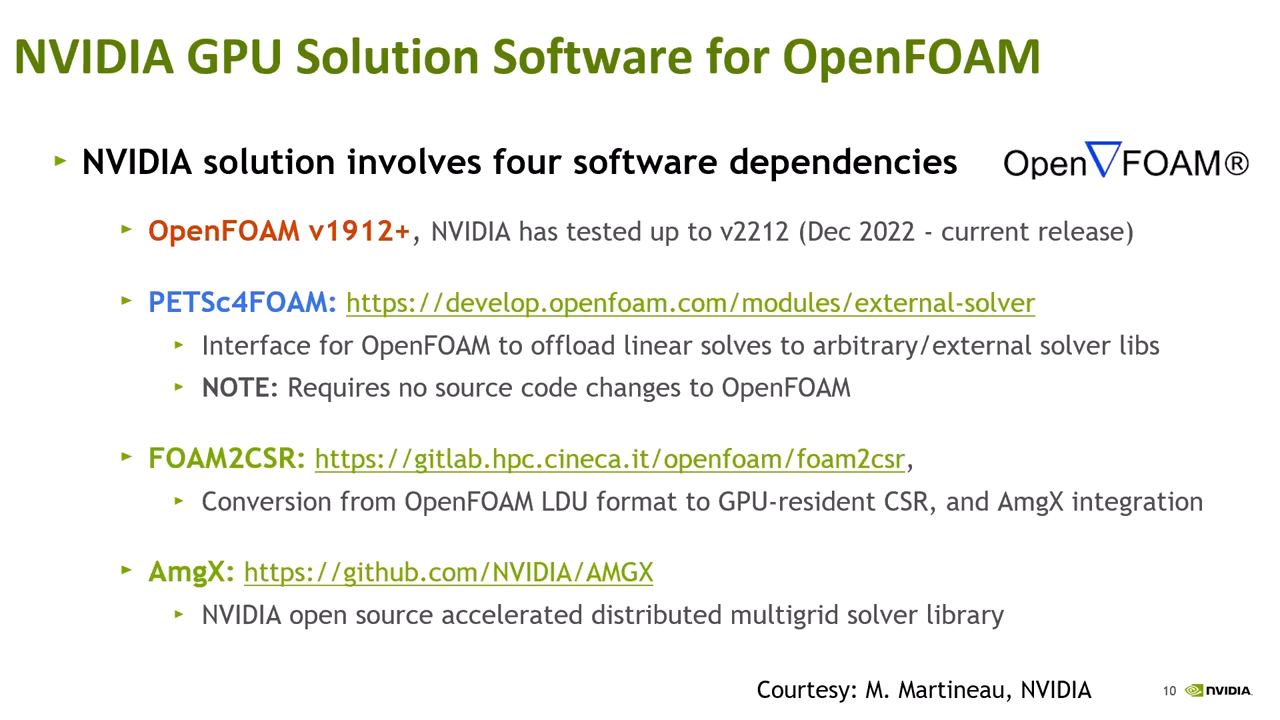 NVIDIA GPU Solution Software for OpenFOAM
NVIDIA solution involves four software dependencies
Open∇FOAM®
OpenFOAM v1912+, NVIDIA has tested up to v2212 (Dec 2022 - current release)
PETSc4FOAM: https://develop.openfoam.com/modules/external-solver
Interface for OpenFOAM to offload linear solves to arbitrary/external solver libs
NOTE: Requires no source code changes to OpenFOAM
FOAM2CSR: https://gitlab.hpc.cineca.it/openfoam/foam2csr,
Conversion from OpenFOAM LDU format to GPU-resident CSR, and AmgX integration
AmgX: https://github.com/NVIDIA/AMGX
NVIDIA open source accelerated distributed multigrid solver library
Courtesy: M. Martineau, NVIDIA
10 NVIDIA.